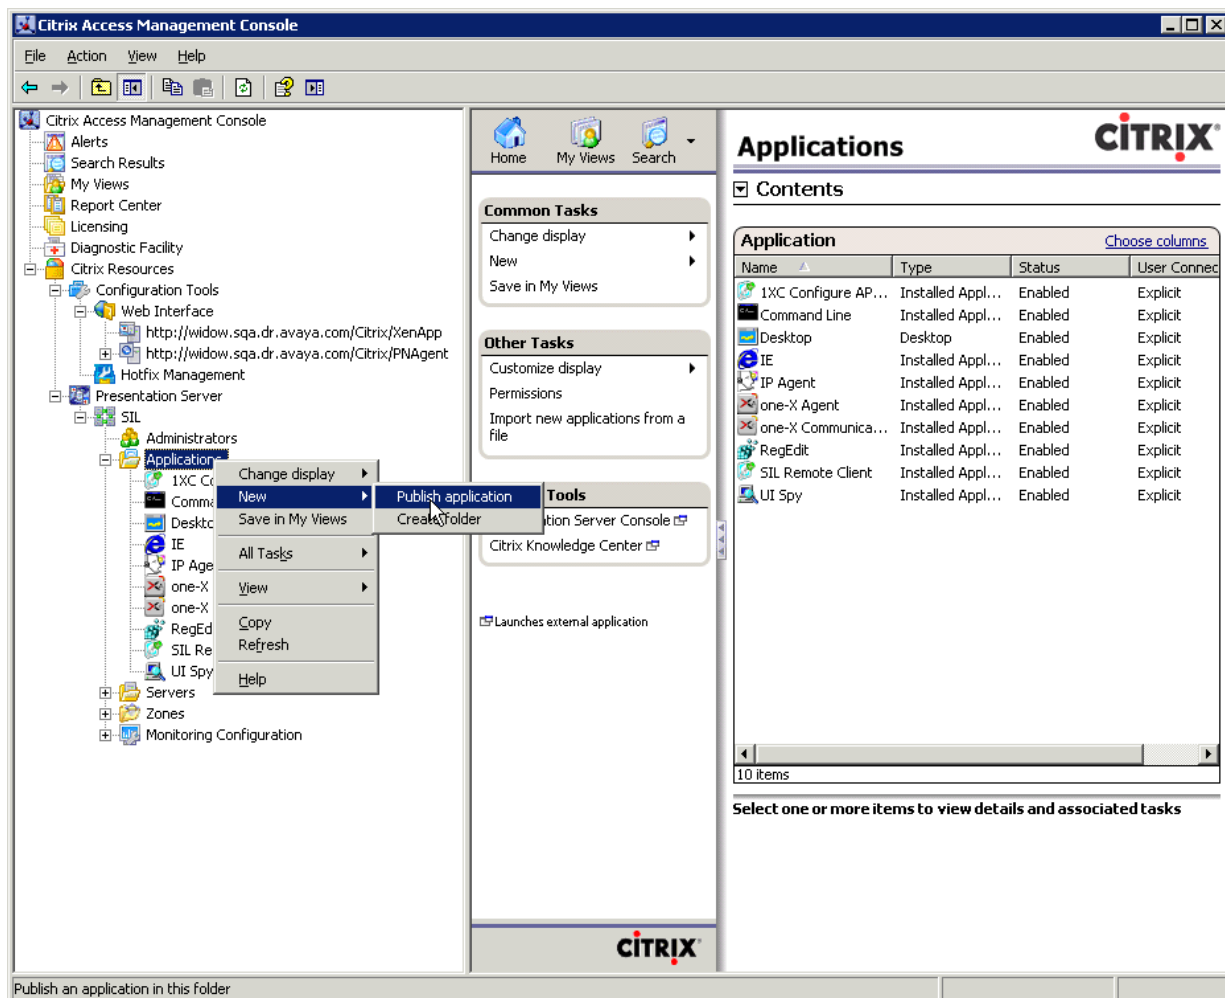 Citrix Access Management Console
File Action View Help
Citrix Access Management Console
Alerts
Search Results
My Views
Report Center
Licensing
Diagnostic Facility
Citrix Resources
Configuration Tools
Web Interface
http://widow.sqa.dr.avaya.com/Citrix/XenApp
http://widow.sqa.dr.avaya.com/Citrix/PNAgent
Hotfix Management
Presentation Server
SIL
Administrators
Applications
1XC Co
Comma
Deskto
IE
IP Age
one-X
one-X
RegEd
SIL Re
UI Spy
Servers
Zones
Monitoring Configuration
Change display
New
Save in My Views
All Tasks
View
Copy
Refresh
Help
Publish application
Create folder
Home My Views Search
Common Tasks
Change display
New
Save in My Views
Other Tasks
Customize display
Permissions
Import new applications from a
file
Tools
tion Server Console
Citrix Knowledge Center
Launches external application
CITRIX
Applications
CITRIX
Contents
Application Choose columns
Name Type Status User Connec
1XC Configure AP... Installed Appl... Enabled Explicit
Command Line Installed Appl... Enabled Explicit
Desktop Desktop Enabled Explicit
IE Installed Appl... Enabled Explicit
IP Agent Installed Appl... Enabled Explicit
one-X Agent Installed Appl... Enabled Explicit
one-X Communica... Installed Appl... Enabled Explicit
RegEdit Installed Appl... Enabled Explicit
SIL Remote Client Installed Appl... Enabled Explicit
UI Spy Installed Appl... Enabled Explicit
10 items
Select one or more items to view details and associated tasks
Publish an application in this folder